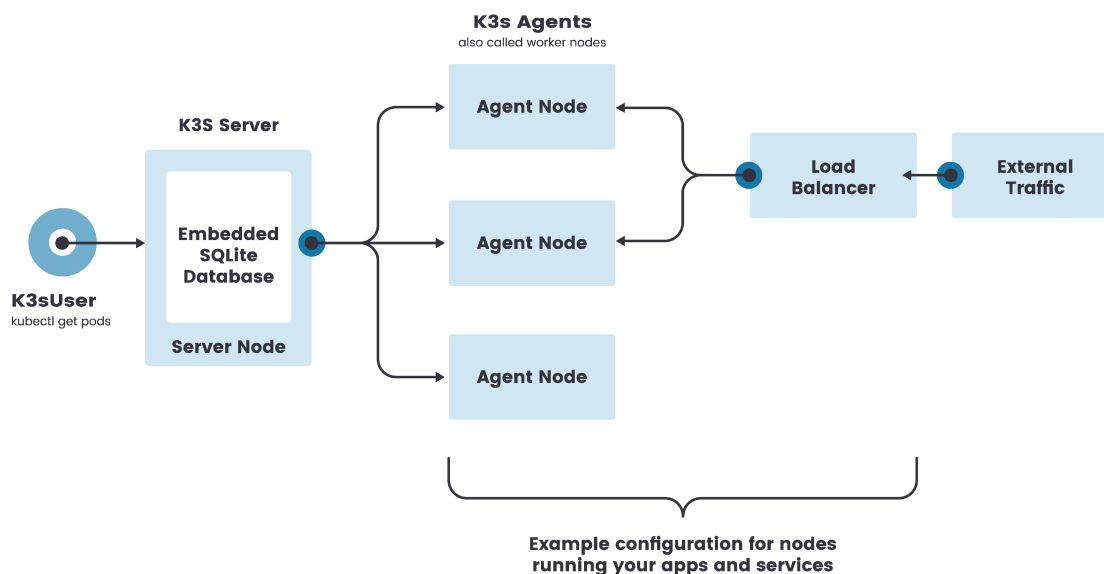 K3s Agents
also called worker nodes
Agent Node
K3S Server
Load
Balancer
External
Traffic
Embedded
SQLite
Database
Agent Node
K3sUser
kubectl get pods
Server Node
Agent Node
Example configuration for nodes
running your apps and services